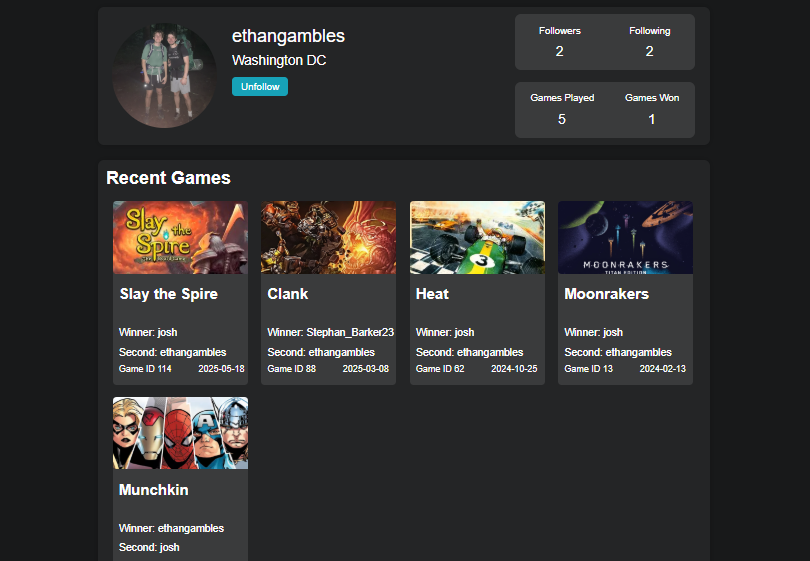 ethangambles
Washington DC
Unfollow
Followers Following
2 2
Games Played Games Won
5 1
Recent Games
Slay the Spire
The Board Game
Slay the Spire
Winner: josh
Second: ethangambles
Game ID 114 2025-05-18
Clank
Winner: Stephan_Barker23
Second: ethangambles
Game ID 88 2025-03-08
3
Heat
Winner: josh
Second: ethangambles
Game ID 62 2024-10-25
MOONRAKERS
TITAN EDITION
Moonrakers
Winner: josh
Second: ethangambles
Game ID 13 2024-02-13
Munchkin
Winner: ethangambles
Second: josh